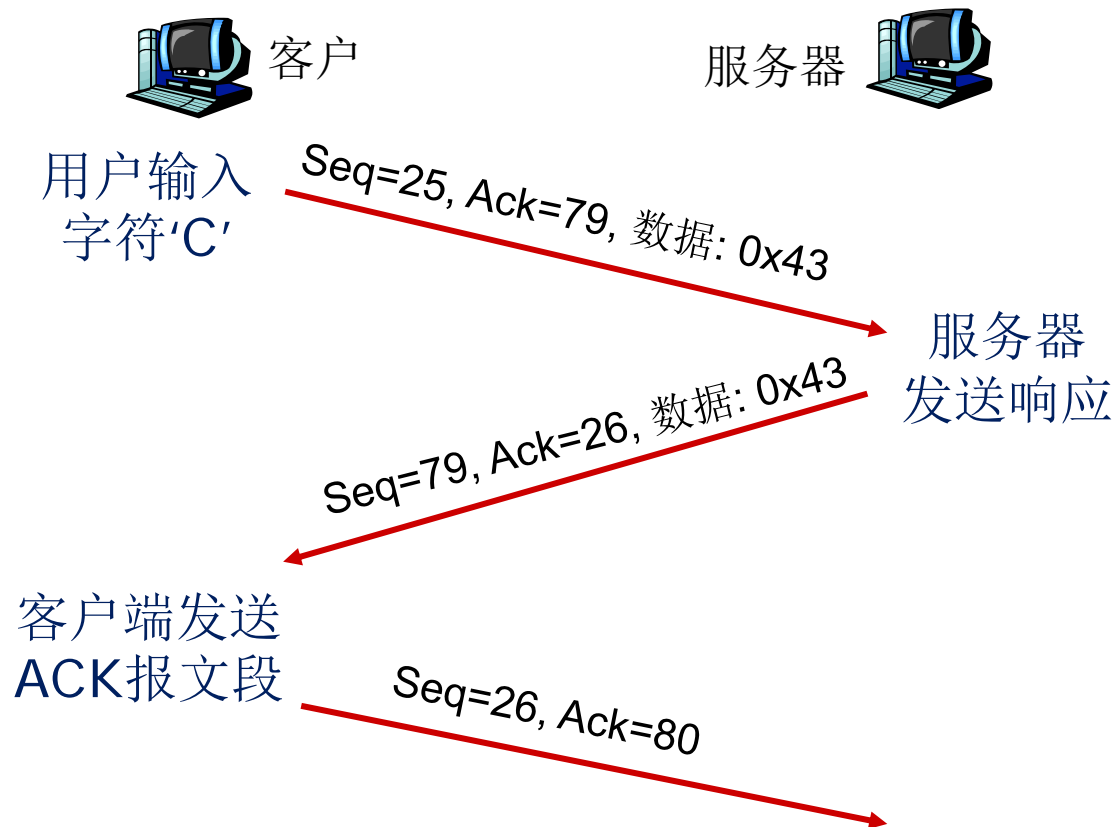 客户
服务器
用户输入
字符‘C’
Seq=25, Ack=79, 数据: 0x43
服务器
发送响应
Seq=79, Ack=26, 数据: 0x43
客户端发送
ACK报文段
Seq=26, Ack=80